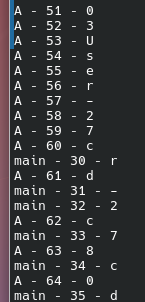 A - 51 - 0
A - 52 - 3
A - 53 - U
A - 54 - s
A - 55 - e
A - 56 - r
A - 57 - –
A - 58 - 2
A - 59 - 7
A - 60 - c
main - 30 - r
A - 61 - d
main - 31 - –
main - 32 - 2
A - 62 - c
main - 33 - 7
A - 63 - 8
main - 34 - c
A - 64 - 0
main - 35 - d